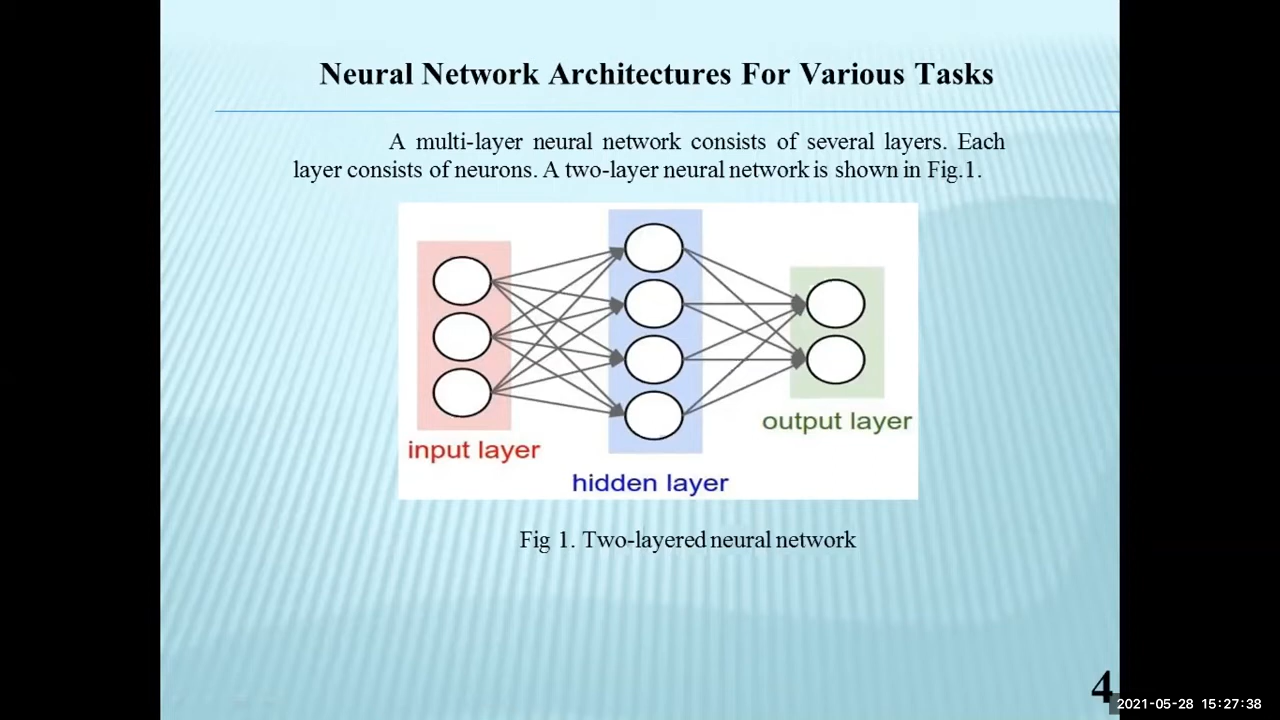 Neural Network Architectures For Various Tasks
A multi-layer neural network consists of several layers. Each
layer consists of neurons. A two-layer neural network is shown in Fig.1.
input layer
hidden layer
output layer
Fig 1. Two-layered neural network
4
2021-05-28 15:27:38